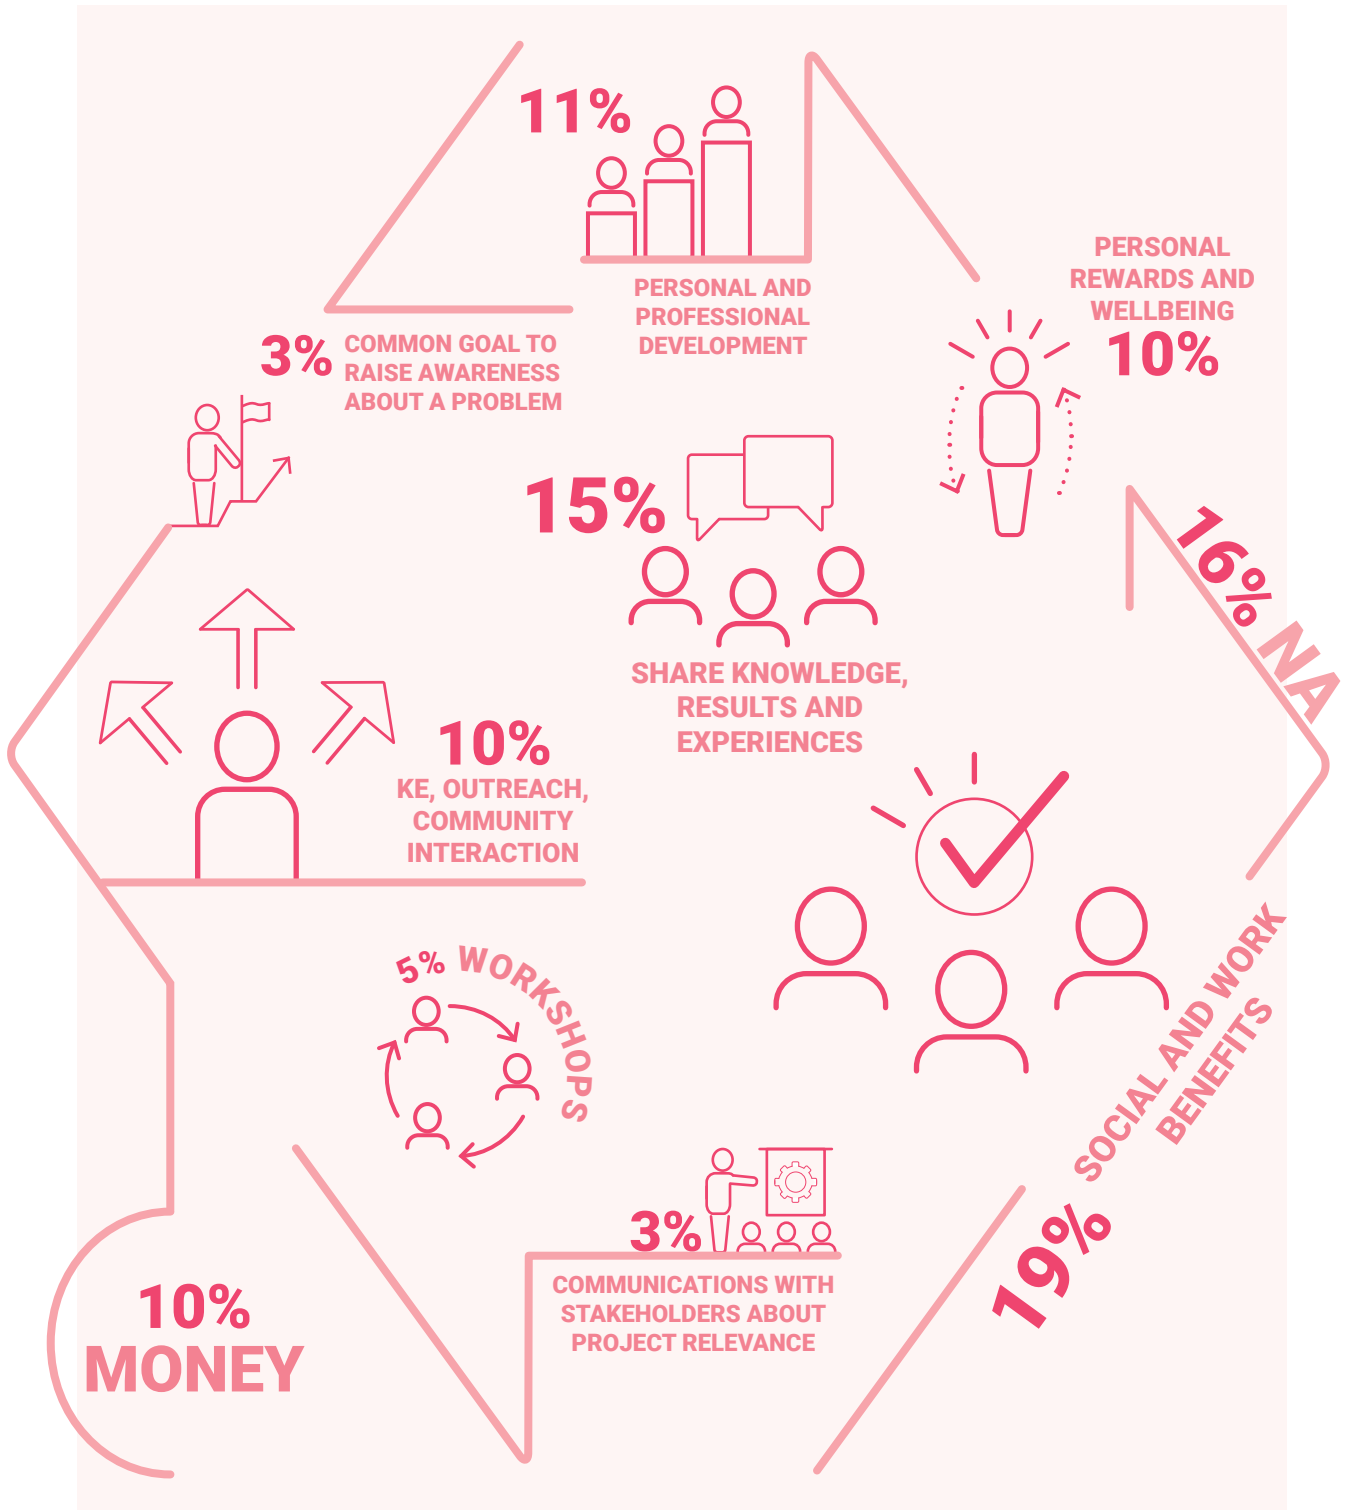 11%
PERSONAL AND
PROFESSIONAL
DEVELOPMENT
PERSONAL
REWARDS AND
WELLBEING
10%
3%
COMMON GOAL TO
RAISE AWARENESS
ABOUT A PROBLEM
15%
SHARE KNOWLEDGE,
RESULTS AND
EXPERIENCES
16% NA
10%
KE, OUTREACH,
COMMUNITY
INTERACTION
5% WORKSHOPS
19% SOCIAL AND WORK
BENEFITS
3%
COMMUNICATIONS WITH
STAKEHOLDERS ABOUT
PROJECT RELEVANCE
10%
MONEY